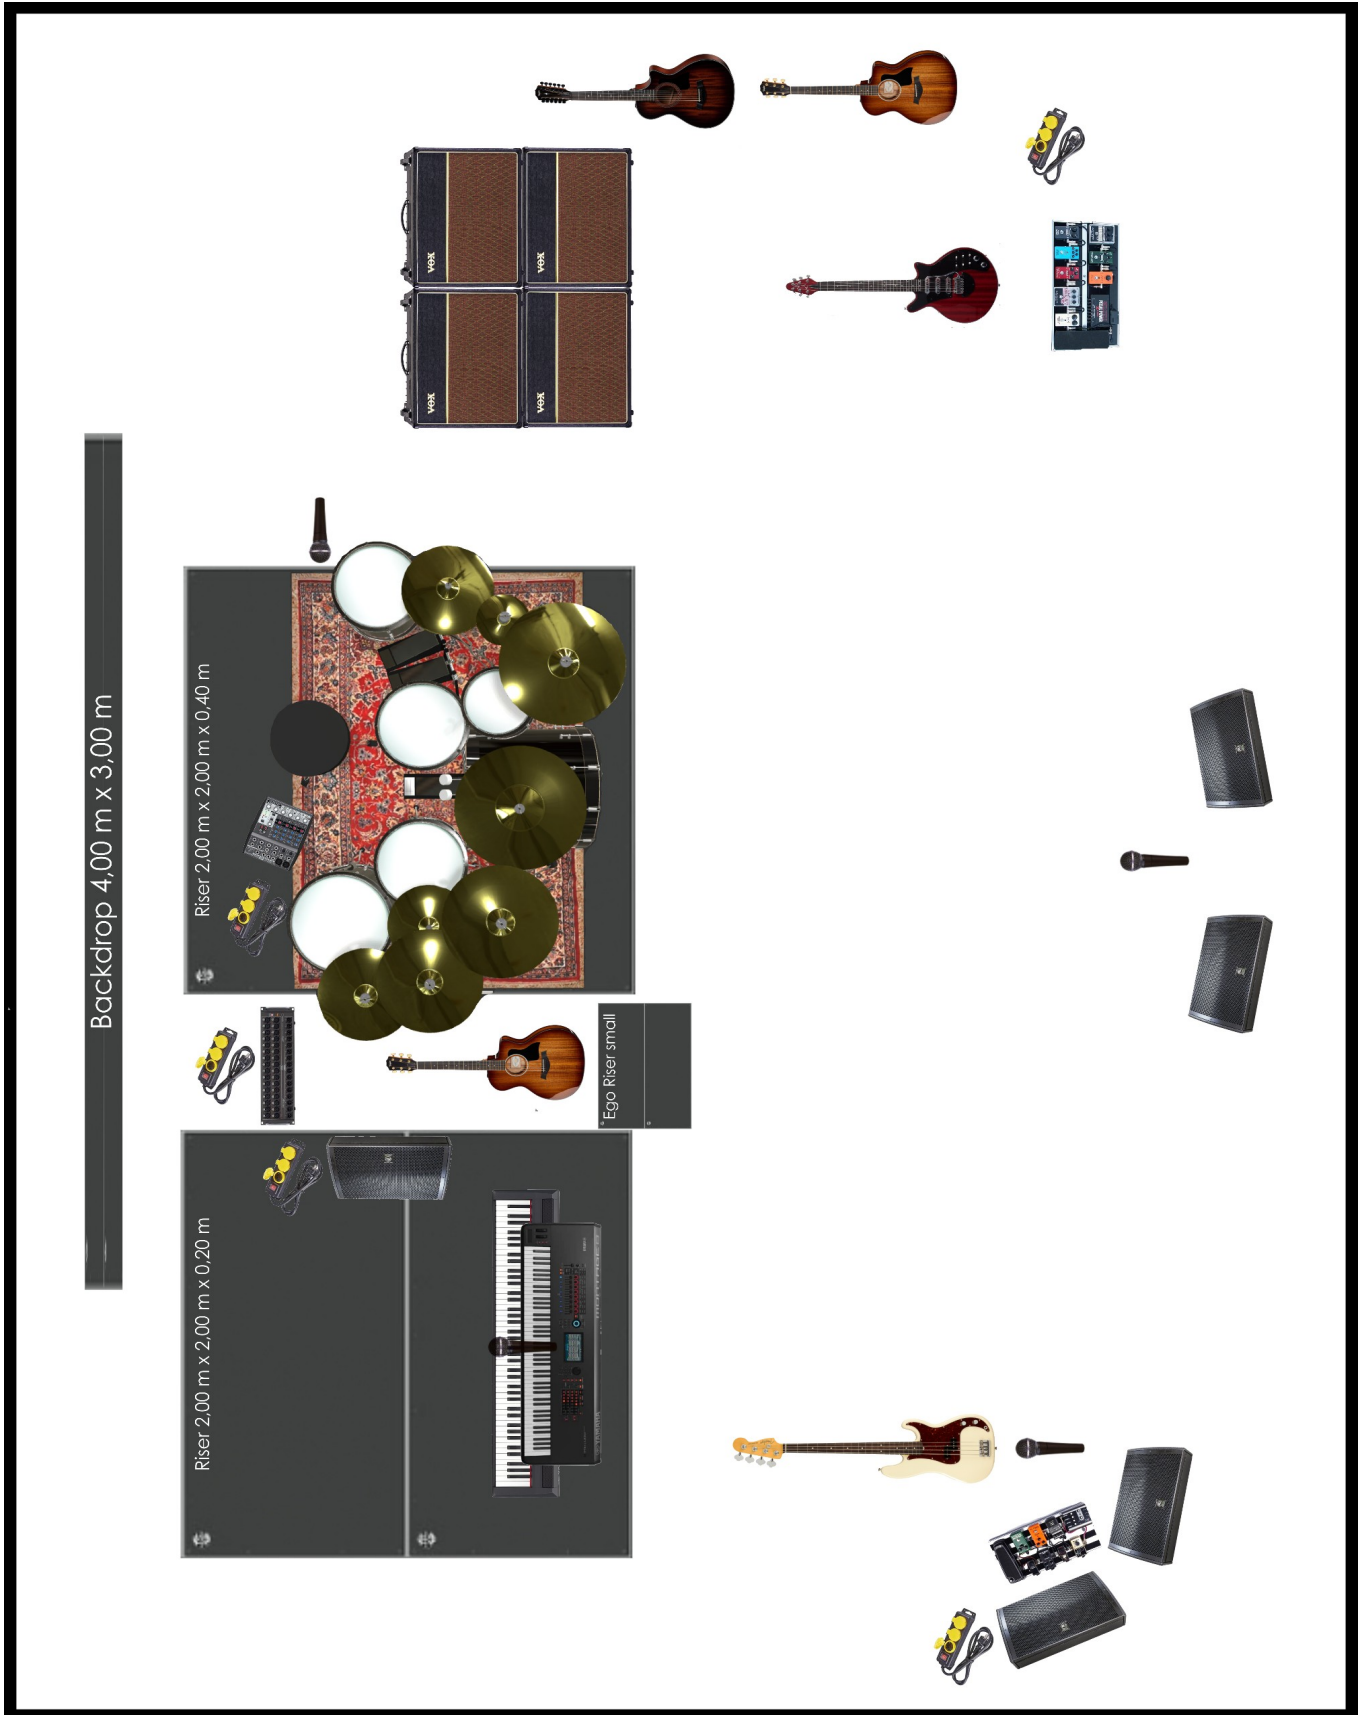 Backdrop 4,00 m x 3,00 m
Riser 2,00 m x 2,00 m x 0,40 m
Riser 2,00 m x 2,00 m x 0,20 m
Ego Riser small
VOX
VOX
VOX
VOX